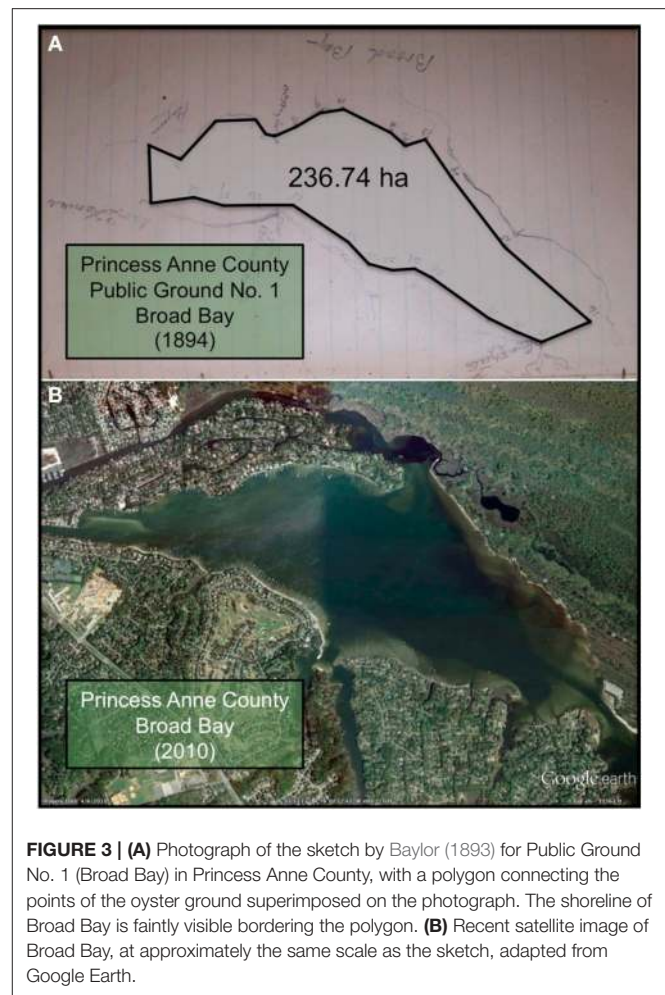 A
Broad Bay
236.74 ha
Princess Anne County
Public Ground No. 1
Broad Bay
(1894)
B
Princess Anne County
Broad Bay
(2010)
Google earth
FIGURE 3 | (A) Photograph of the sketch by Baylor (1893) for Public Ground
No. 1 (Broad Bay) in Princess Anne County, with a polygon connecting the
points of the oyster ground superimposed on the photograph. The shoreline of
Broad Bay is faintly visible bordering the polygon. (B) Recent satellite image of
Broad Bay, at approximately the same scale as the sketch, adapted from
Google Earth.